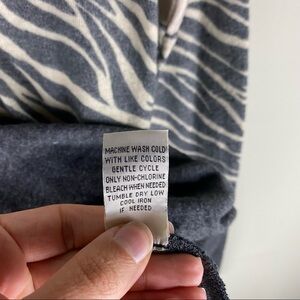 MACHINE WASH COLD
WITH LIKE COLORS
GENTLE CYCLE
ONLY NON-CHLORINE
BLEACH WHEN NEEDED
TUMBLE DRY LOW
COOL IRON
IF NEEDED